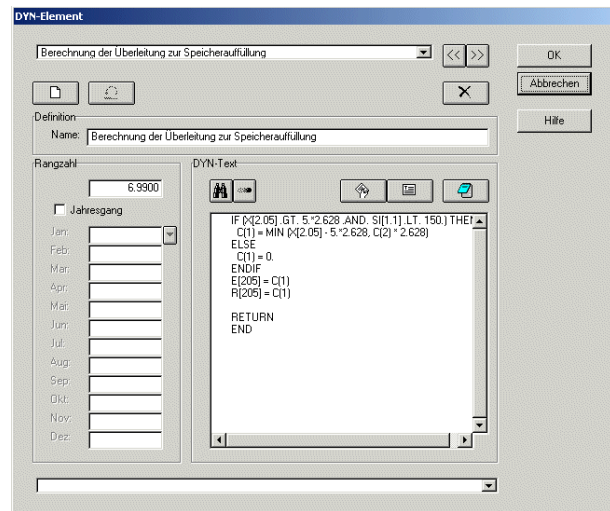 DYN-Element
Berechnung der Überleitung zur Speicherauffüllung
<< >>
OK
Abbrechen
Hilfe
Definition
Name: Berechnung der Überleitung zur Speicherauffüllung
Rangzahl
6.9900
Jahresgang
Jan:
Feb:
Mar:
Apr:
Mai:
Jun:
Jul:
Aug:
Sep:
Okt:
Nov:
Dez:
DYN-Text
IF (X[2.05] .GT. 5.*2.628 .AND. SI[1.1] .LT. 150.) THEN
C(1) = MIN (X[2.05] - 5.*2.628, C(2) * 2.628)
ELSE
C(1) = 0.
ENDIF
E[205] = C(1)
R[205] = C(1)
RETURN
END